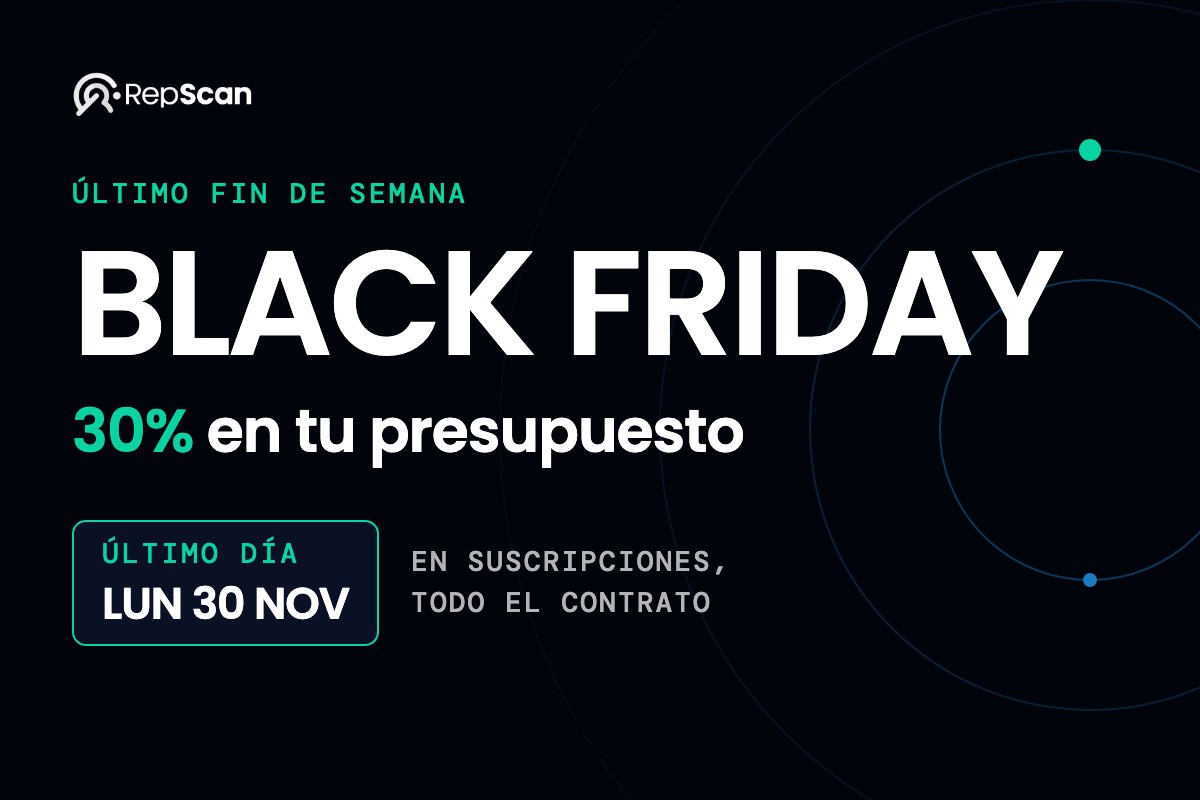 RepScan
ÚLTIMO FIN DE SEMANA
BLACK FRIDAY
30% en tu presupuesto
ÚLTIMO DÍA
LUN 30 NOV
EN SUSCRIPCIONES,
TODO EL CONTRATO